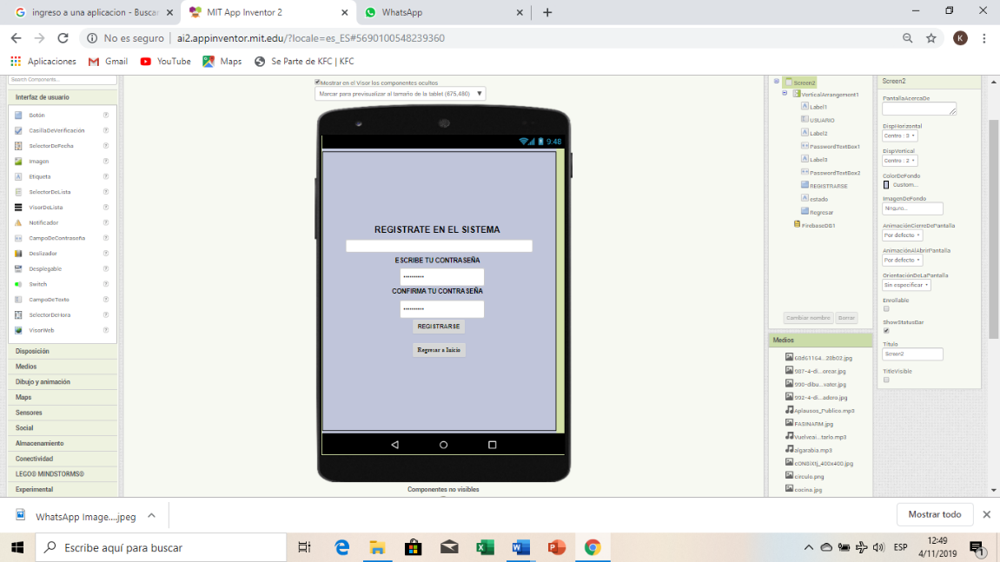 ingreso a una aplicacion - Buscar
MIT App Inventor 2
WhatsApp
No es seguro
ai2.appinventor.mit.edu/?locale=es_ES#5690100548239360
Aplicaciones
Gmail
YouTube
Maps
Se Parte de KFC | KFC
Search Components...
Interfaz de usuario
Botón
CasillaDeVerificación
SelectorDeFecha
Imagen
Etiqueta
SelectorDeLista
VisorDeLista
Notificador
CampoDeContraseña
Deslizador
Desplegable
Switch
CampoDeTexto
SelectorDeHora
VisorWeb
Disposición
Medios
Dibujo y animación
Maps
Sensores
Social
Almacenamiento
Conectividad
LEGO® MINDSTORMS®
Experimental
Mostrar en el Visor los componentes ocultos
Marcar para previsualizar al tamaño de la tablet (675,480)
9:48
REGISTRATE EN EL SISTEMA
ESCRIBE TU CONTRASEÑA
CONFIRMA TU CONTRASEÑA
REGISTRARSE
Regresar a Inicio
Componentes no visibles
Screen2
VerticalArrangement1
Label1
USUARIO
Label2
PasswordTextBox1
Label3
PasswordTextBox2
REGISTRARSE
estado
Regresar
FirebaseDB1
Cambiar nombre
Borrar
Medios
987-4-di...orear.jpg
990-dibu...vater.jpg
992-4-di...adero.jpg
Aplausos_Publico.mp3
FASINARM.jpg
Vuelveai...tarlo.mp3
algarabia.mp3
circulo.png
cocina.jpg
Screen2
PantallaAcercaDe
DispHorizontal
Centro : 3
DispVertical
Centro : 2
ColorDeFondo
Custom...
ImagenDeFondo
Ninguno...
AnimaciónCierreDePantalla
Por defecto
AnimaciónAlAbrirPantalla
Por defecto
OrientaciónDeLaPantalla
Sin especificar
Enrollable
ShowStatusBar
Título
Screen2
TitleVisible
WhatsApp Image....jpeg
Mostrar todo
Escribe aquí para buscar
ESP
12:49
4/11/2019